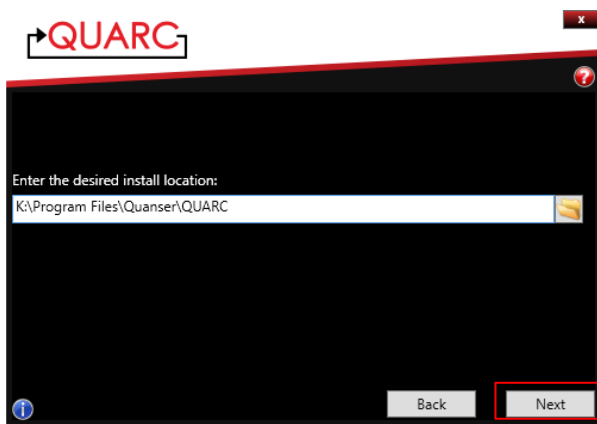 QUARC
x
?
Enter the desired install location:
K:\Program Files\Quanser\QUARC
i
Back
Next